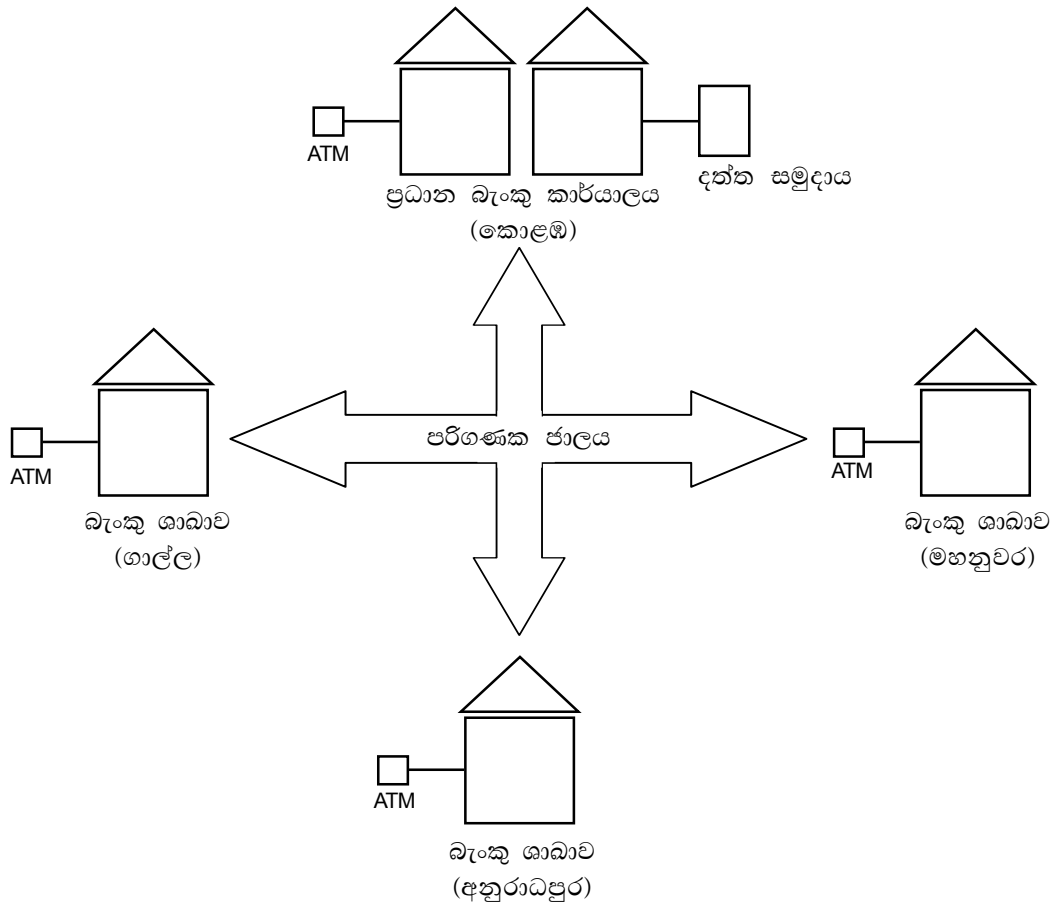 ATM
ප්‍රධාන බැංකු කාර්යාලය
(කොළඹ)
දත්ත සමුදාය
පරිගණක ජාලය
ATM
බැංකු ශාඛාව
(ගාල්ල)
ATM
බැංකු ශාඛාව
(මහනුවර)
ATM
බැංකු ශාඛාව
(අනුරාධපුර)